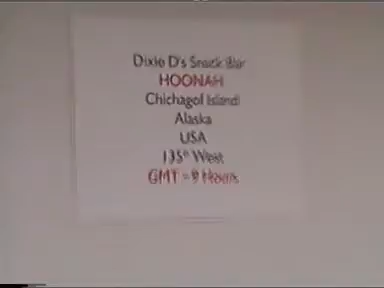 Dixie D's Snack Bar
HOONAH
Chichagof Island
Alaska
USA
135° West
GMT - 9 Hours